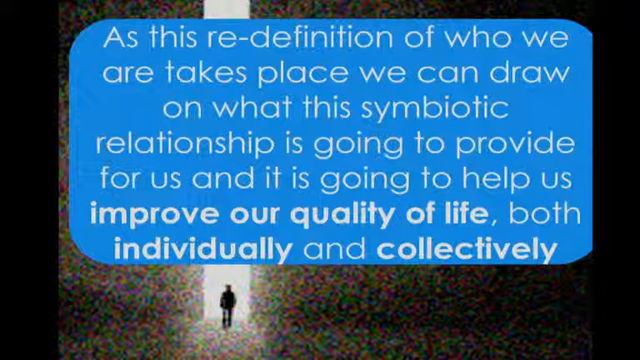 As this re-definition of who we
are takes place we can draw
on what this symbiotic
relationship is going to provide
for us and it is going to help us
improve our quality of life, both
individually and collectively